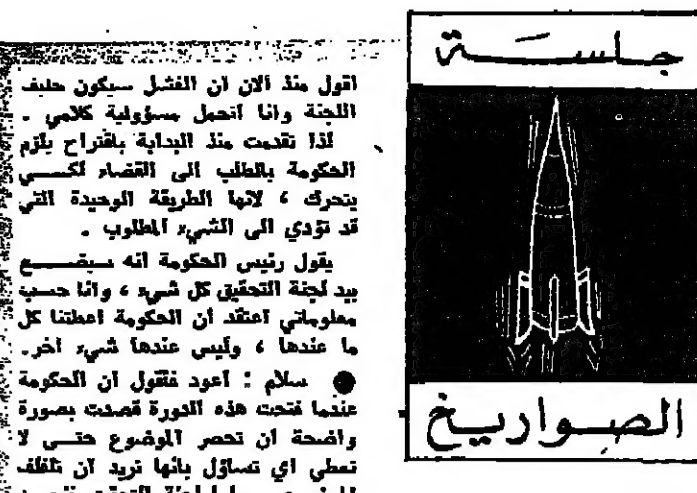 جلسة
الصواريخ
اقول منذ الان ان الفشل سيكون حليف
اللجنة وانا اتحمل مسؤولية كلامي .
لذا تقدمت منذ البداية باقتراح يلزم
الحكومة بالطلب الى القضاء لكسي
يتحرك ، لانها الطريقة الوحيدة التي
قد تؤدي الى الشيء المطلوب .
يقول رئيس الحكومة انه سيضع
بيد لجنة التحقيق كل شيء ، وانا حسب
معلوماتي اعتقد ان الحكومة اعطتنا كل
ما عندها ، وليس عندها شيء اخر.
● سلام : اعود فنقول ان الحكومة
عندما فتحت هذه الدورة قصدت بصورة
واضحة ان تحصر الموضوع حتى لا
تعطي اي تساؤل بانها تريد ان تلفلف